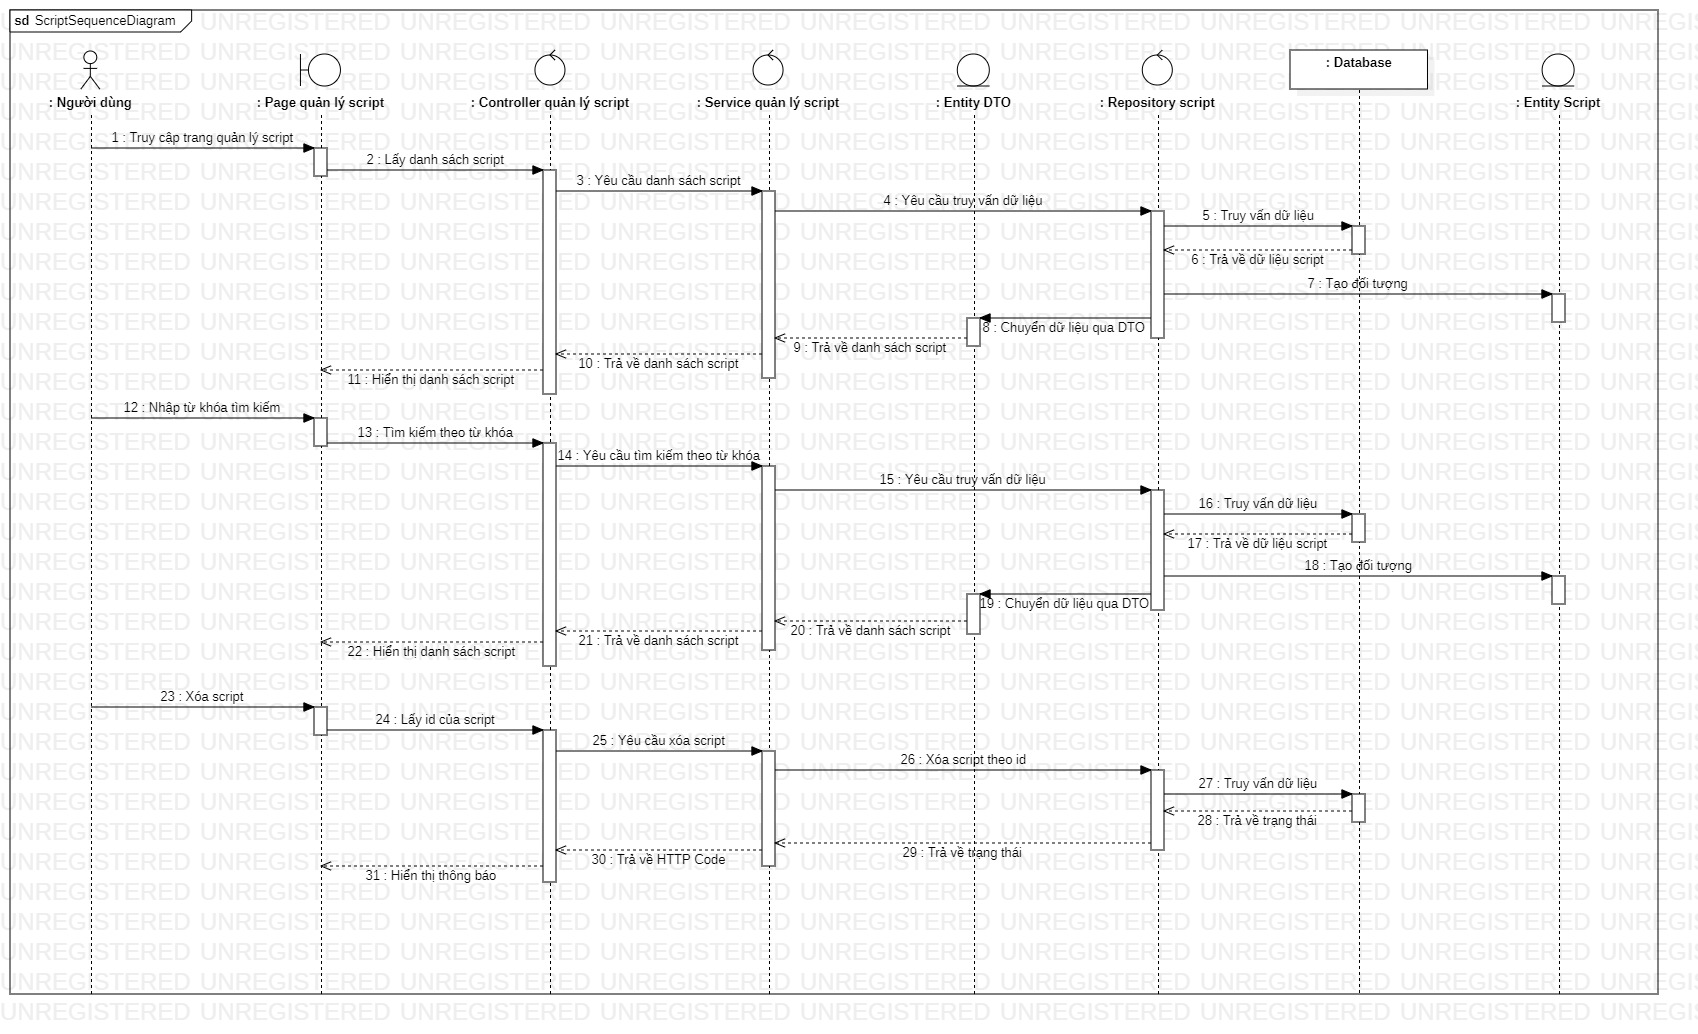 sd ScriptSequenceDiagram
: Người dùng
: Page quản lý script
: Controller quản lý script
: Service quản lý script
: Entity DTO
: Repository script
: Database
: Entity Script
1 : Truy cập trang quản lý script
2 : Lấy danh sách script
3 : Yêu cầu danh sách script
4 : Yêu cầu truy vấn dữ liệu
5 : Truy vấn dữ liệu
6 : Trả về dữ liệu script
7 : Tạo đối tượng
8 : Chuyển dữ liệu qua DTO
9 : Trả về danh sách script
10 : Trả về danh sách script
11 : Hiển thị danh sách script
12 : Nhập từ khóa tìm kiếm
13 : Tìm kiếm theo từ khóa
14 : Yêu cầu tìm kiếm theo từ khóa
15 : Yêu cầu truy vấn dữ liệu
16 : Truy vấn dữ liệu
17 : Trả về dữ liệu script
18 : Tạo đối tượng
19 : Chuyển dữ liệu qua DTO
20 : Trả về danh sách script
21 : Trả về danh sách script
22 : Hiển thị danh sách script
23 : Xóa script
24 : Lấy id của script
25 : Yêu cầu xóa script
26 : Xóa script theo id
27 : Truy vấn dữ liệu
28 : Trả về trạng thái
29 : Trả về trạng thái
30 : Trả về HTTP Code
31 : Hiển thị thông báo
UNREGISTERED